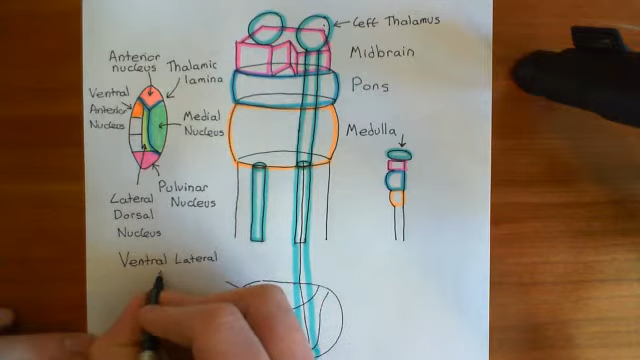 Left Thalamus
Midbrain
Pons
Medulla
Anterior
nucleus
Thalamic
lamina
Ventral
Anterior
Nucleus
Medial
Nucleus
Pulvinar
Nucleus
Lateral
Dorsal
Nucleus
Ventral Lateral